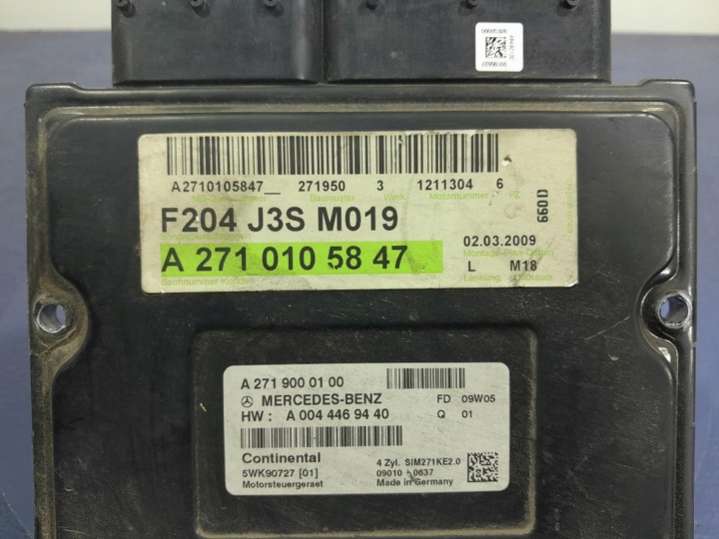 A2710105847__ 271950 3 1211304 6
F204 J3S M019
660D
A 271 010 58 47
02.03.2009
L M18
A 271 900 01 00
MERCEDES-BENZ FD 09W05
HW : A 004 446 94 40 Q 01
Continental
5WK90727 [01] 4 Zyl. SIM271KE2.0
Motorsteuergeraet 09010 - 0637
Made in Germany